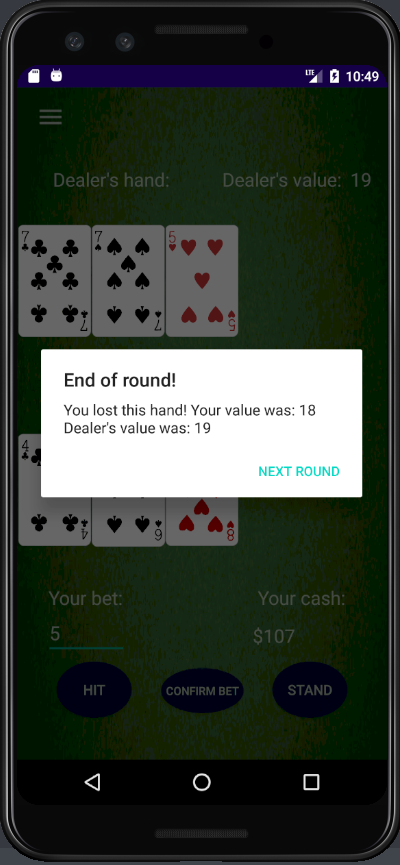 LTE 10:49
Dealer's hand: Dealer's value: 19
7 7 5
7 7 5
End of round!
You lost this hand! Your value was: 18
Dealer's value was: 19
NEXT ROUND
4
4 6 8
Your bet: Your cash:
5 $107
HIT CONFIRM BET STAND